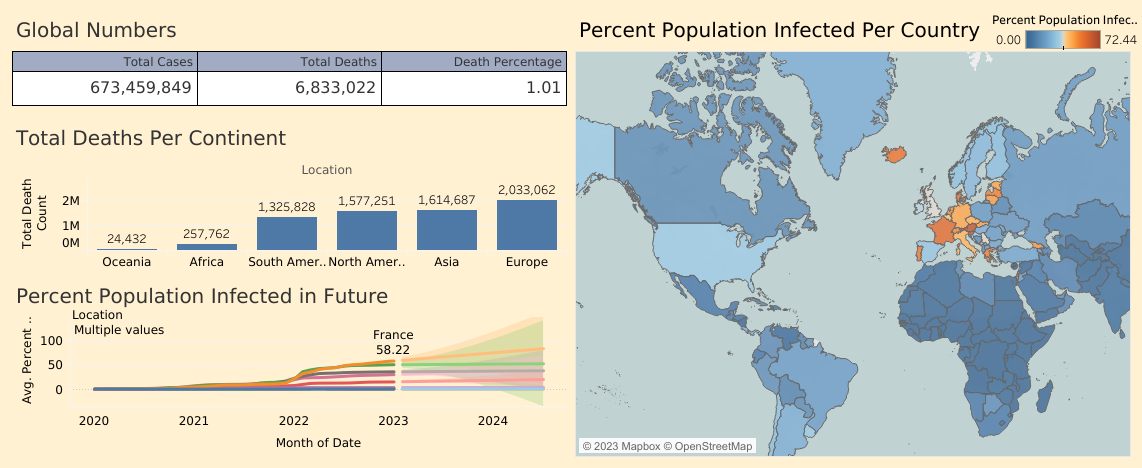 Global Numbers
Total Cases Total Deaths Death Percentage
673,459,849 6,833,022 1.01
Total Deaths Per Continent
Location
Total Death
Count
2M
1M
0M
24,432
257,762
1,325,828
1,577,251
1,614,687
2,033,062
Oceania
Africa
South Amer..
North Amer..
Asia
Europe
Percent Population Infected in Future
Location
Multiple values
Avg. Percent ..
100
50
0
France
58.22
2020
2021
2022
2023
2024
Month of Date
Percent Population Infected Per Country
Percent Population Infec..
0.00
72.44
© 2023 Mapbox © OpenStreetMap